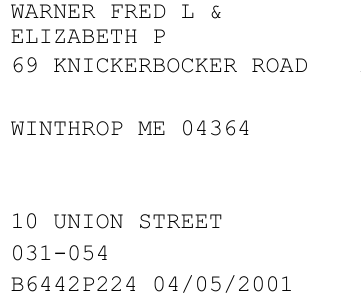 WARNER FRED L &
ELIZABETH P
69 KNICKERBOCKER ROAD
WINTHROP ME 04364
10 UNION STREET
031-054
B6442P224 04/05/2001